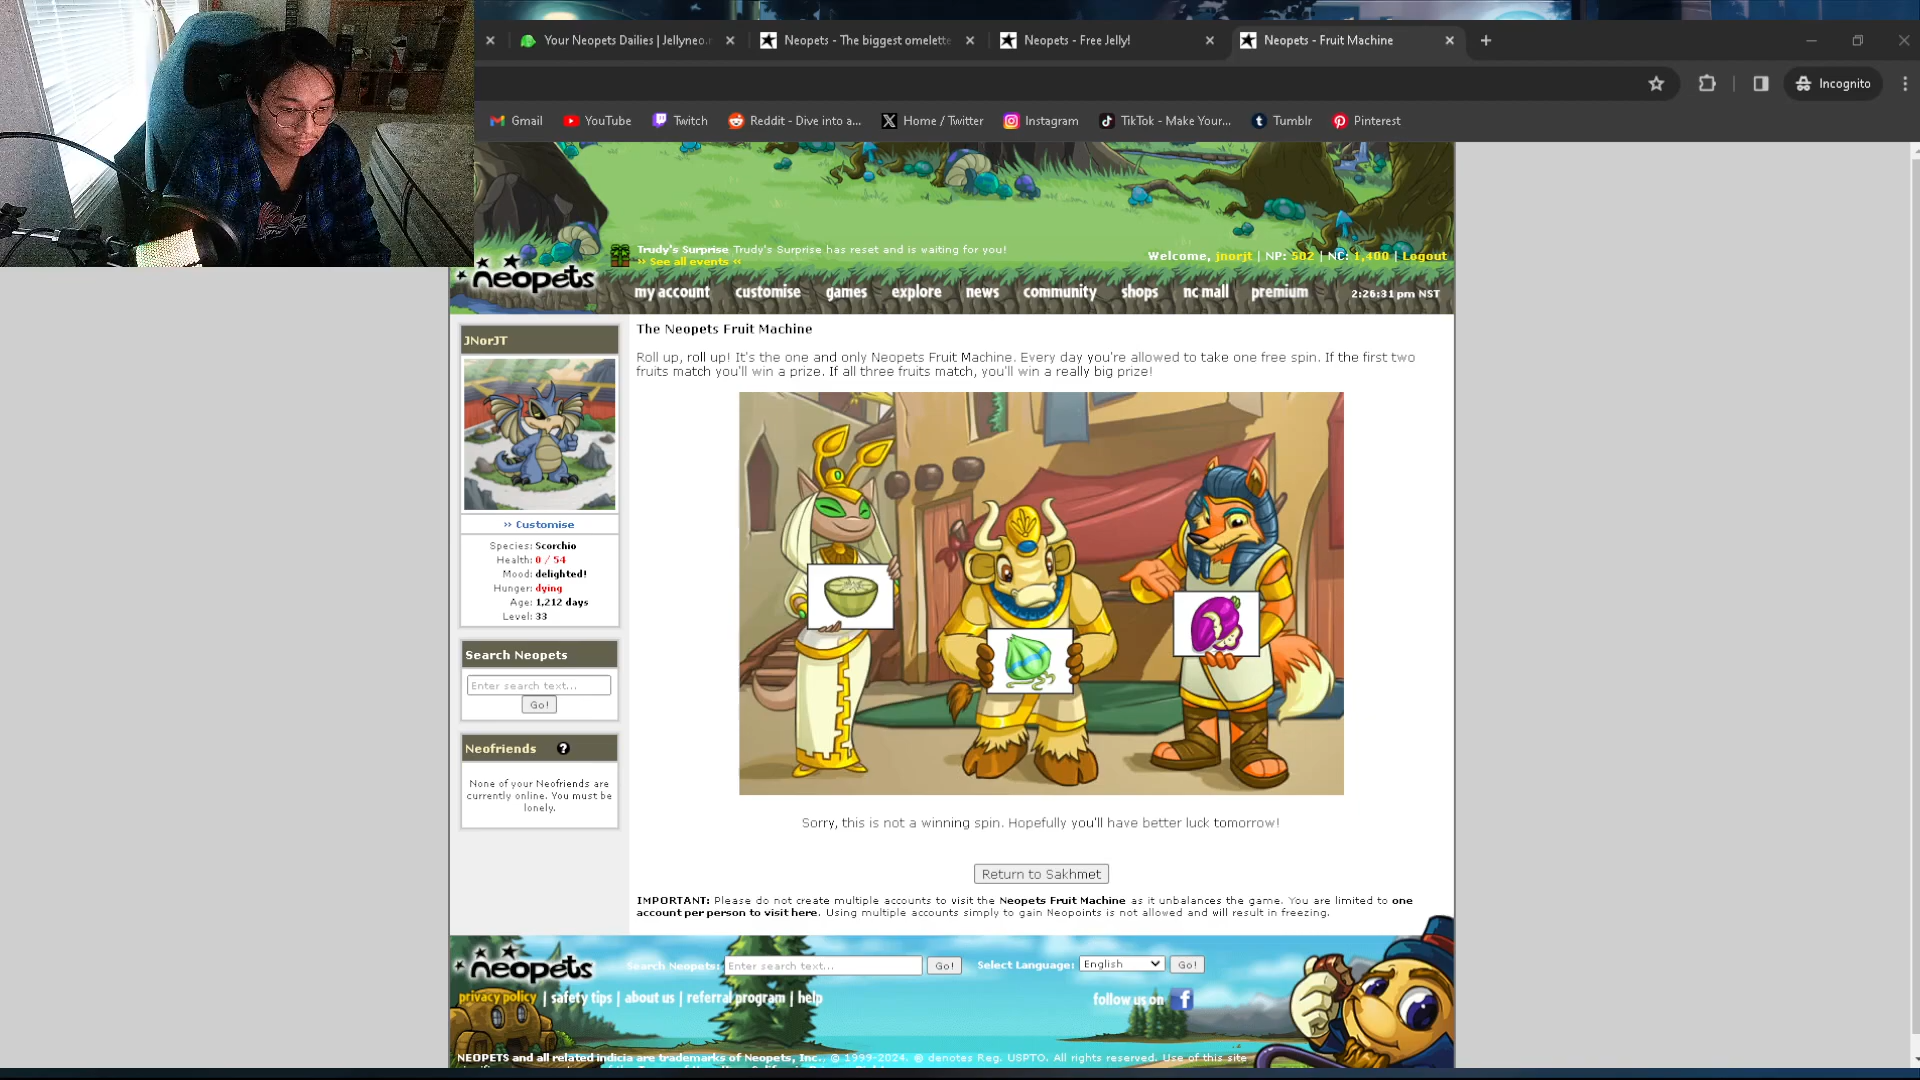 Your Neopets Dailies | Jellyneo.
Neopets - The biggest omelette
Neopets - Free Jelly!
Neopets - Fruit Machine
Incognito
Gmail
YouTube
Twitch
Reddit - Dive into a...
Home / Twitter
Instagram
TikTok - Make Your...
Tumblr
Pinterest
Trudy's Surprise Trudy's Surprise has reset and is waiting for you!
›› See all events ‹‹
Welcome, jnorjt | NP: 502 | NC: 1,400 | Logout
neopets
my account
customise
games
explore
news
community
shops
nc mall
premium
2:26:31 pm NST
JNorJT
›› Customise
Species: Scorchio
Health: 0 / 54
Mood: delighted!
Hunger: dying
Age: 1,212 days
Level: 33
Search Neopets
Enter search text...
Go!
Neofriends ?
None of your Neofriends are
currently online. You must be
lonely.
The Neopets Fruit Machine
Roll up, roll up! It's the one and only Neopets Fruit Machine. Every day you're allowed to take one free spin. If the first two
fruits match you'll win a prize. If all three fruits match, you'll win a really big prize!
Sorry, this is not a winning spin. Hopefully you'll have better luck tomorrow!
Return to Sakhmet
IMPORTANT: Please do not create multiple accounts to visit the Neopets Fruit Machine as it unbalances the game. You are limited to one
account per person to visit here. Using multiple accounts simply to gain Neopoints is not allowed and will result in freezing.
neopets
Search Neopets: Enter search text... Go! Select Language: English Go!
privacy policy | safety tips | about us | referral program | help
follow us on f
NEOPETS and all related indicia are trademarks of Neopets, Inc., © 1999-2024. ® denotes Reg. USPTO. All rights reserved. Use of this site